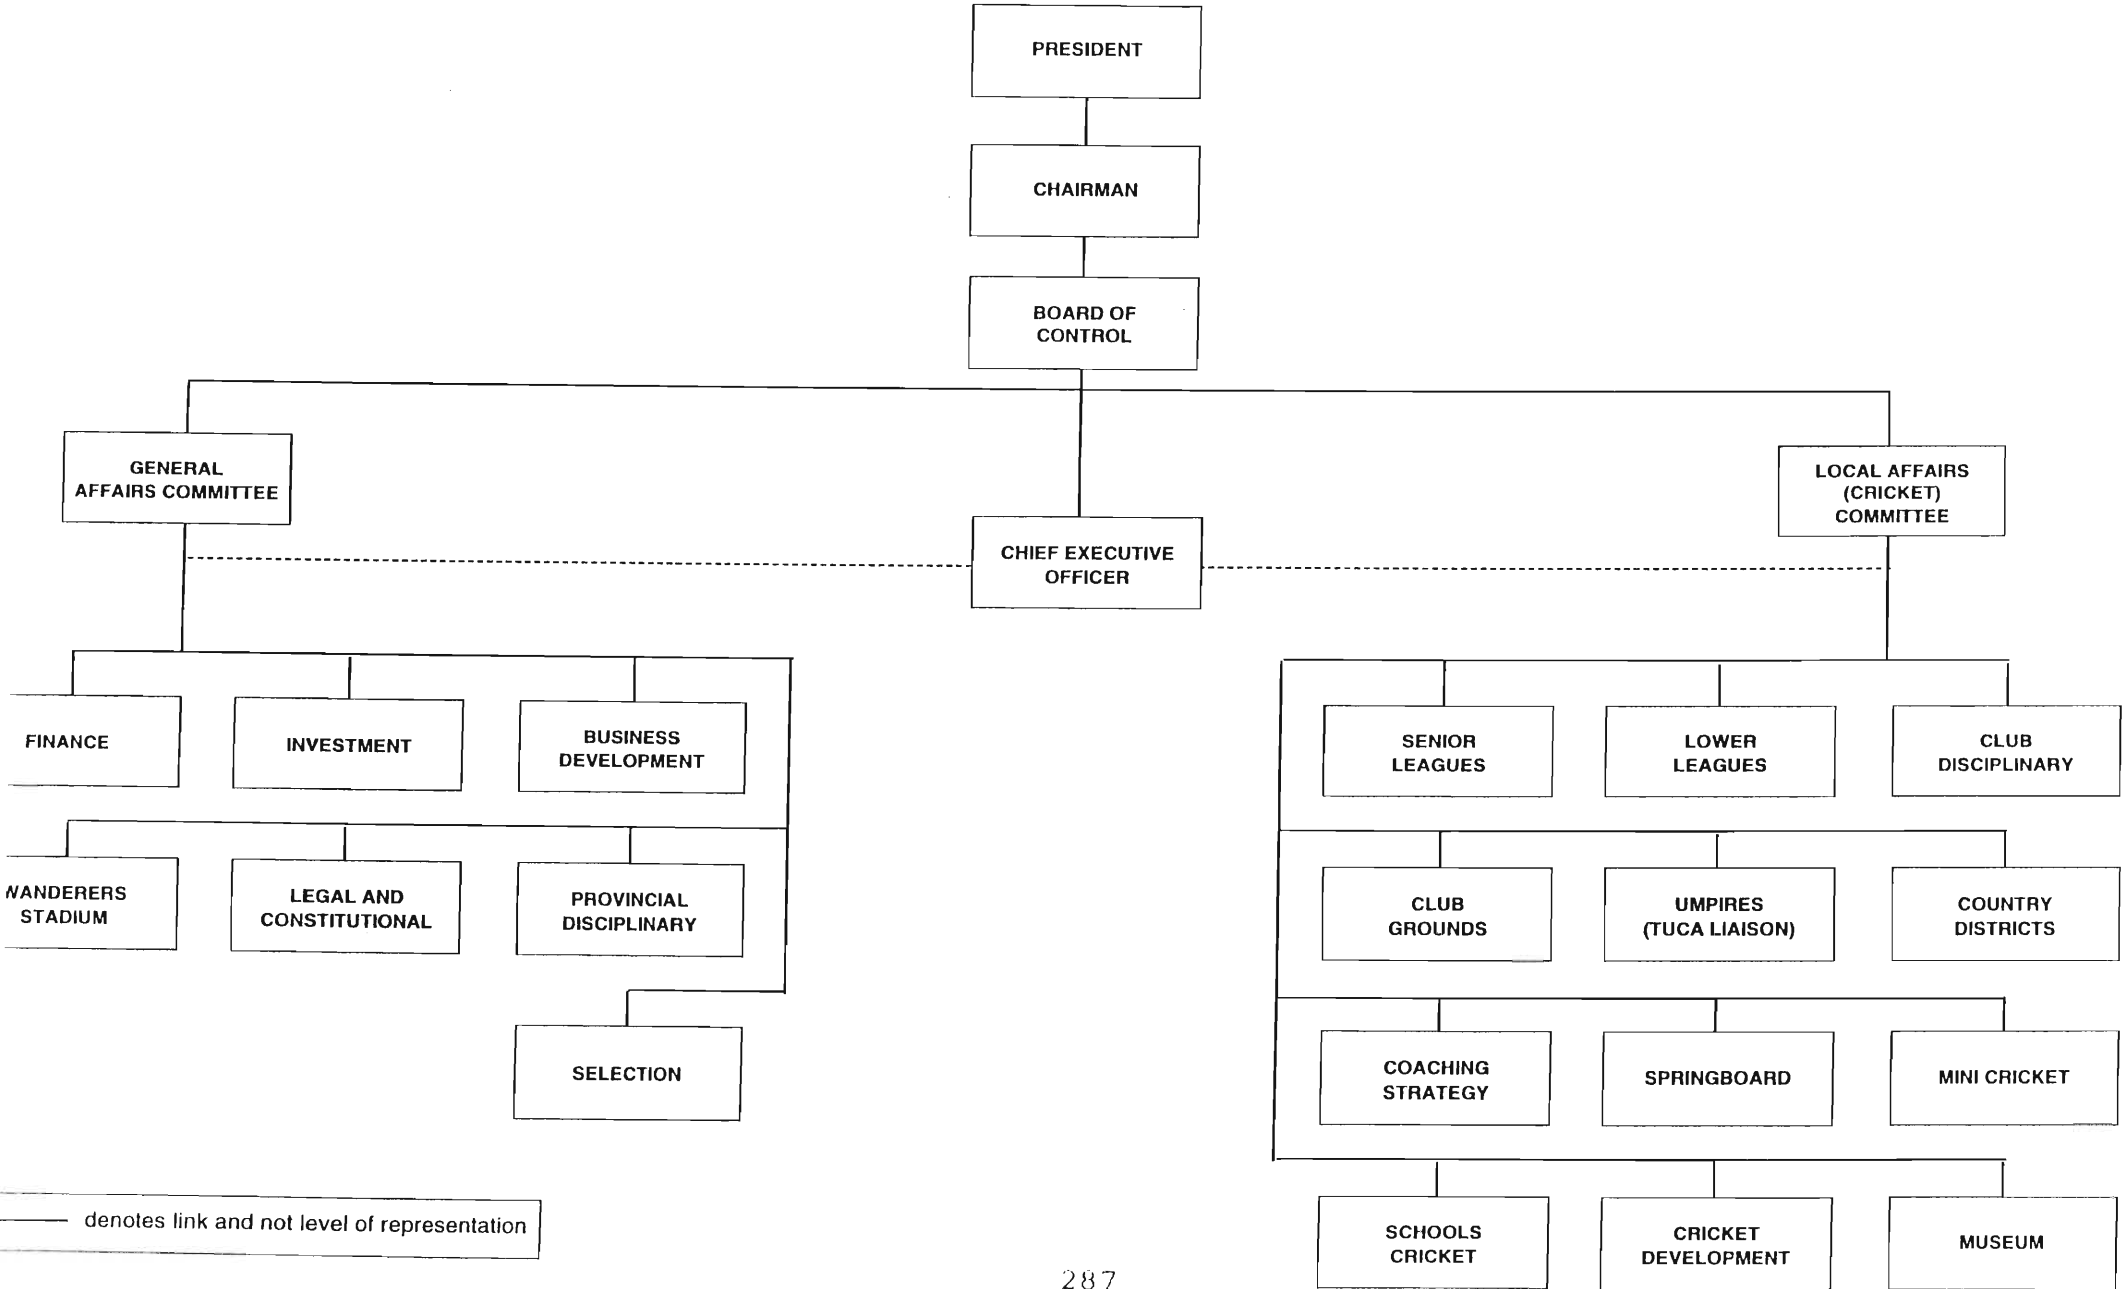 PRESIDENT
CHAIRMAN
BOARD OF
CONTROL
GENERAL
AFFAIRS COMMITTEE
LOCAL AFFAIRS
(CRICKET)
COMMITTEE
CHIEF EXECUTIVE
OFFICER
FINANCE
INVESTMENT
BUSINESS
DEVELOPMENT
SENIOR
LEAGUES
LOWER
LEAGUES
CLUB
DISCIPLINARY
WANDERERS
STADIUM
LEGAL AND
CONSTITUTIONAL
PROVINCIAL
DISCIPLINARY
CLUB
GROUNDS
UMPIRES
(TUCA LIAISON)
COUNTRY
DISTRICTS
SELECTION
COACHING
STRATEGY
SPRINGBOARD
MINI CRICKET
denotes link and not level of representation
SCHOOLS
CRICKET
CRICKET
DEVELOPMENT
MUSEUM
287